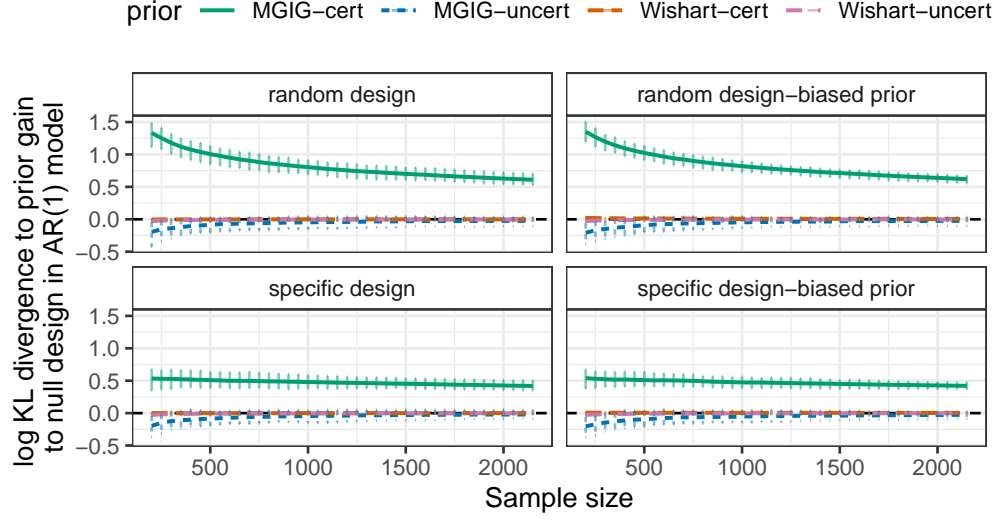 prior MGIG−cert MGIG−uncert Wishart−cert Wishart−uncert
log KL divergence to prior gain
to null design in AR(1) model
random design
random design−biased prior
1.5
1.0
0.5
0.0
−0.5
specific design
specific design−biased prior
1.5
1.0
0.5
0.0
−0.5
500 1000 1500 2000
500 1000 1500 2000
Sample size